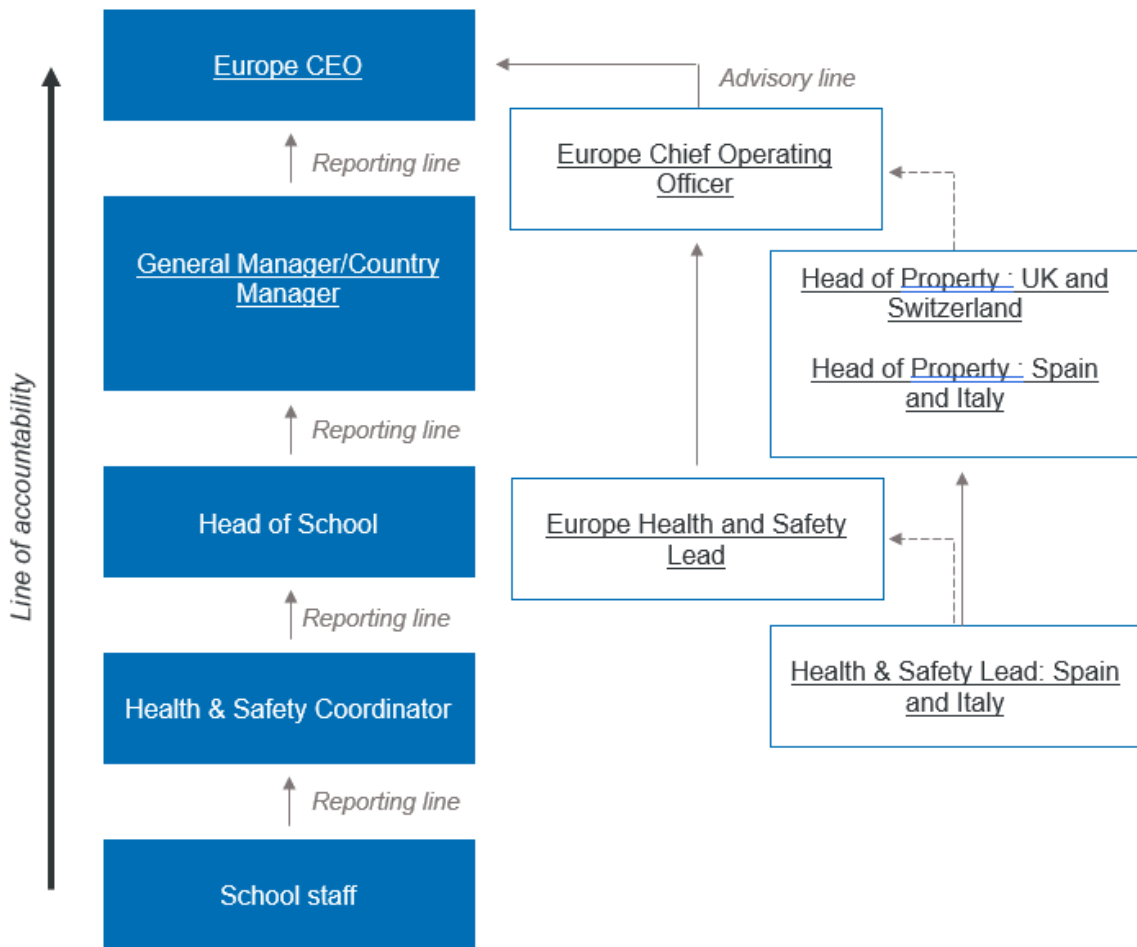 Europe CEO
Advisory line
Europe Chief Operating
Officer
Reporting line
General Manager/Country
Manager
Head of Property : UK and
Switzerland
Head of Property : Spain
and Italy
Line of accountability
Reporting line
Head of School
Europe Health and Safety
Lead
Reporting line
Health & Safety Coordinator
Health & Safety Lead: Spain
and Italy
Reporting line
School staff